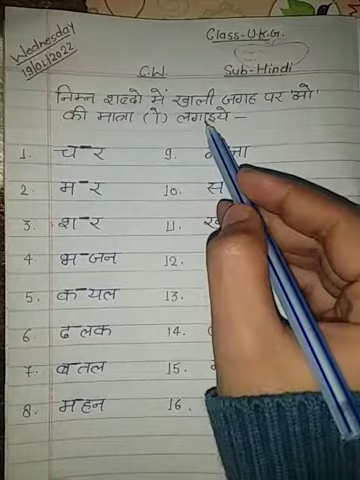 Wednesday
19/01/2022
Class-U.K.G.
C.W.
Sub-Hindi
निम्न शब्दो में खाली जगह पर 'ओ'
की मात्रा (ो) लगाइये –
1. च–र
2. म–र
3. श–र
4. भ–जन
5. क–यल
6. ढ–लक
7. ब–तल
8. म–हन
9.
10. स
11.
12.
13.
14.
15.
16.